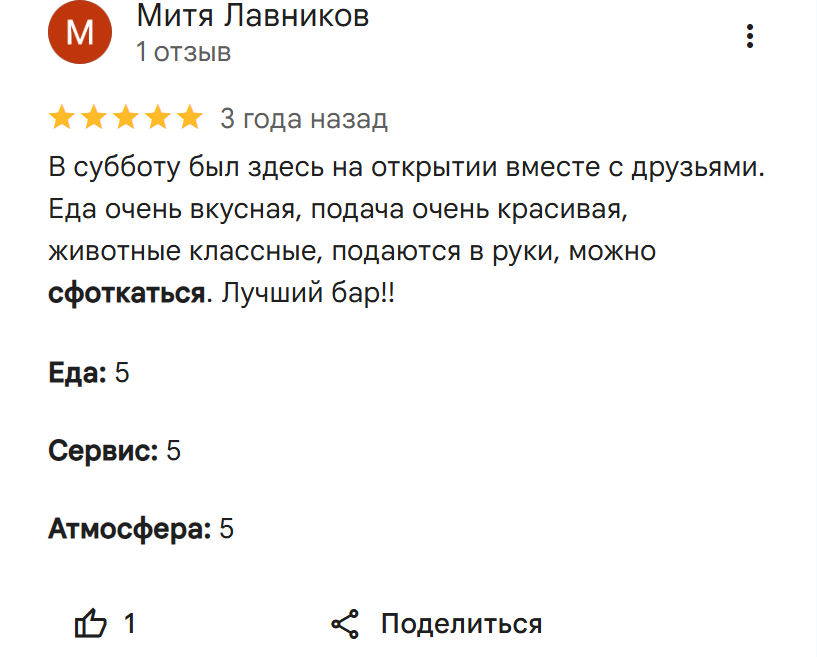 М
Митя Лавников
1 отзыв
3 года назад
В субботу был здесь на открытии вместе с друзьями.
Еда очень вкусная, подача очень красивая,
животные классные, подаются в руки, можно
сфоткаться. Лучший бар!!
Еда: 5
Сервис: 5
Атмосфера: 5
1 Поделиться